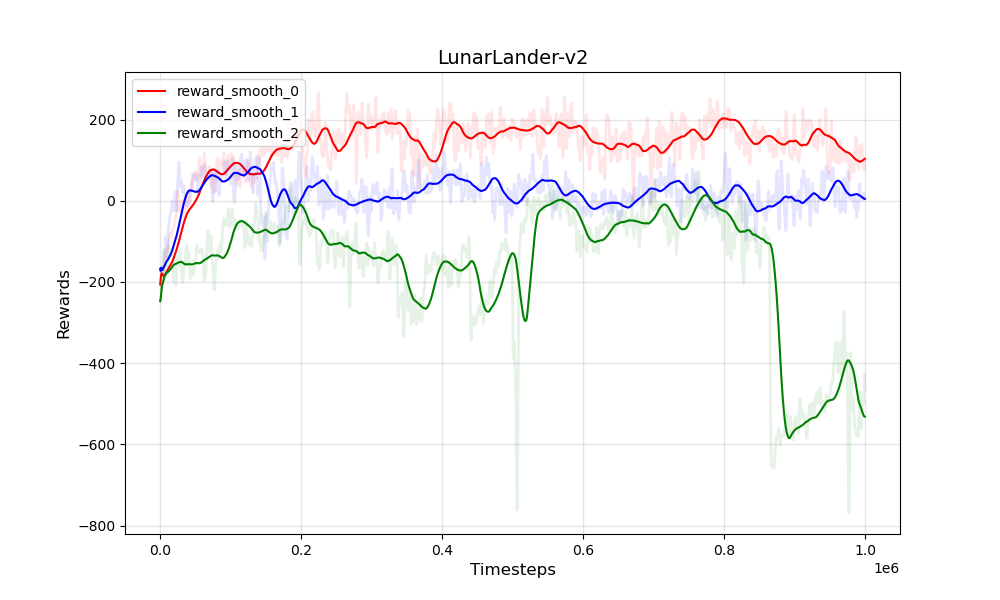 LunarLander-v2
reward_smooth_0
reward_smooth_1
reward_smooth_2
Rewards
200
0
−200
−400
−600
−800
0.0 0.2 0.4 0.6 0.8 1.0
1e6
Timesteps